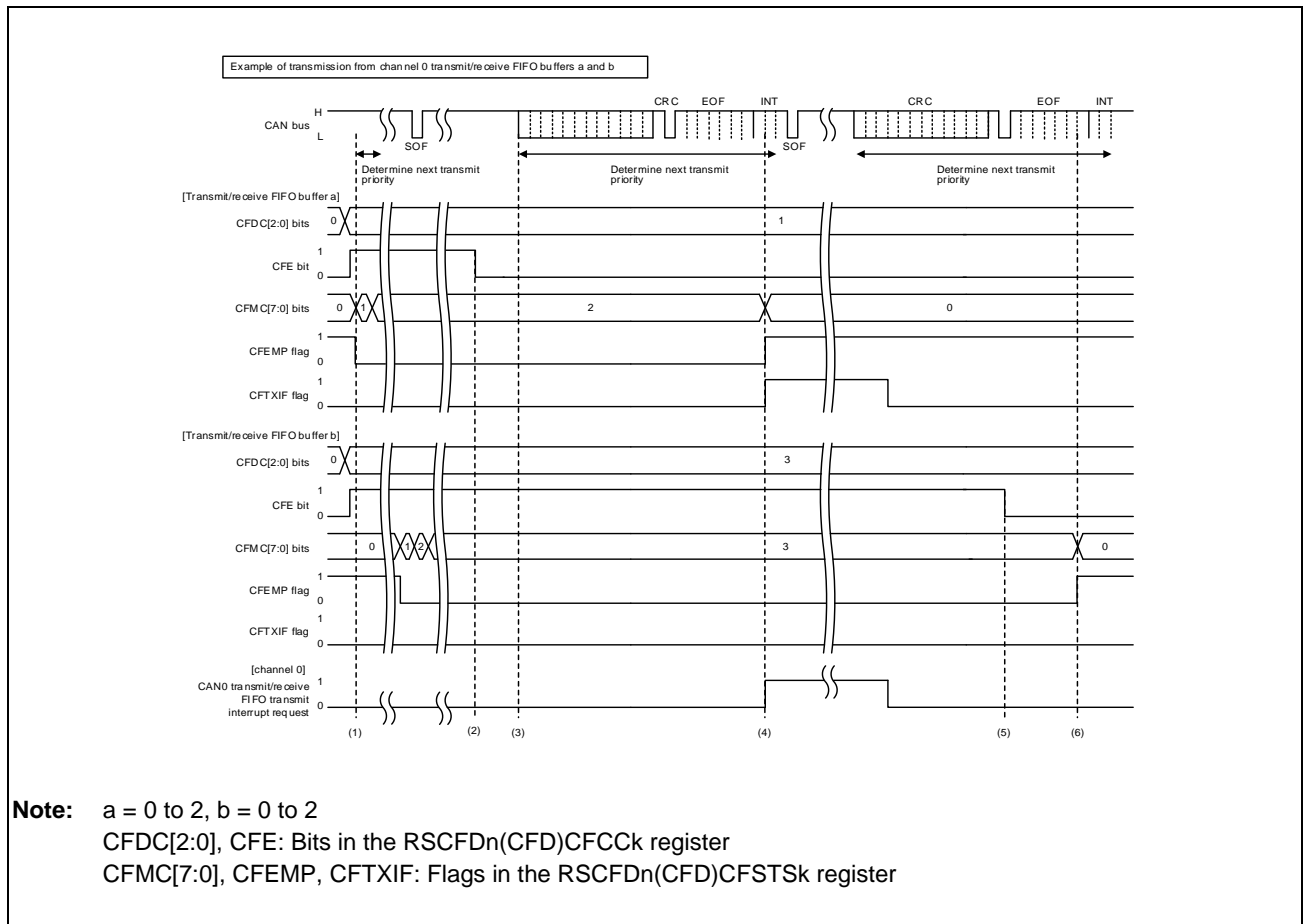 Example of transmission from channel 0 transmit/receive FIFO buffers a and b
CRC EOF INT CRC EOF INT
H
CAN bus
L
SOF SOF
Determine next transmit priority
Determine next transmit priority
Determine next transmit priority
[Transmit/receive FIFO buffer a]
CFDC[2:0] bits 0 1
1
CFE bit
0
CFMC[7:0] bits 0 1 2 0
1
CFEMP flag
0
1
CFTXIF flag
0
[Transmit/receive FIFO buffer b]
CFDC[2:0] bits 0 3
1
CFE bit
0
CFMC[7:0] bits 0 1 2 3 0
1
CFEMP flag
0
1
CFTXIF flag
0
[channel 0]
CAN0 transmit/receive 1
FIFO transmit
interrupt request 0
(1) (2) (3) (4) (5) (6)
Note: a = 0 to 2, b = 0 to 2
CFDC[2:0], CFE: Bits in the RSCFDn(CFD)CFCCk register
CFMC[7:0], CFEMP, CFTXIF: Flags in the RSCFDn(CFD)CFSTSk register